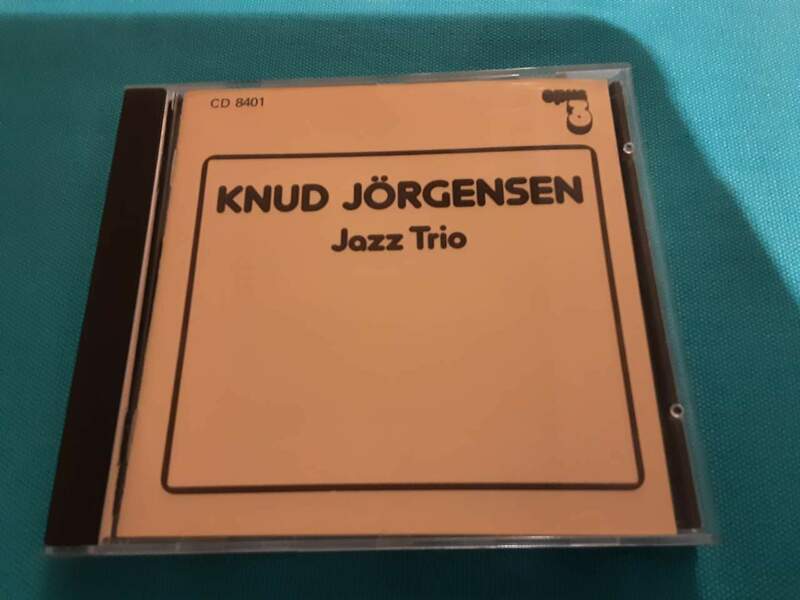 CD 8401
opus
3
KNUD JÖRGENSEN
Jazz Trio